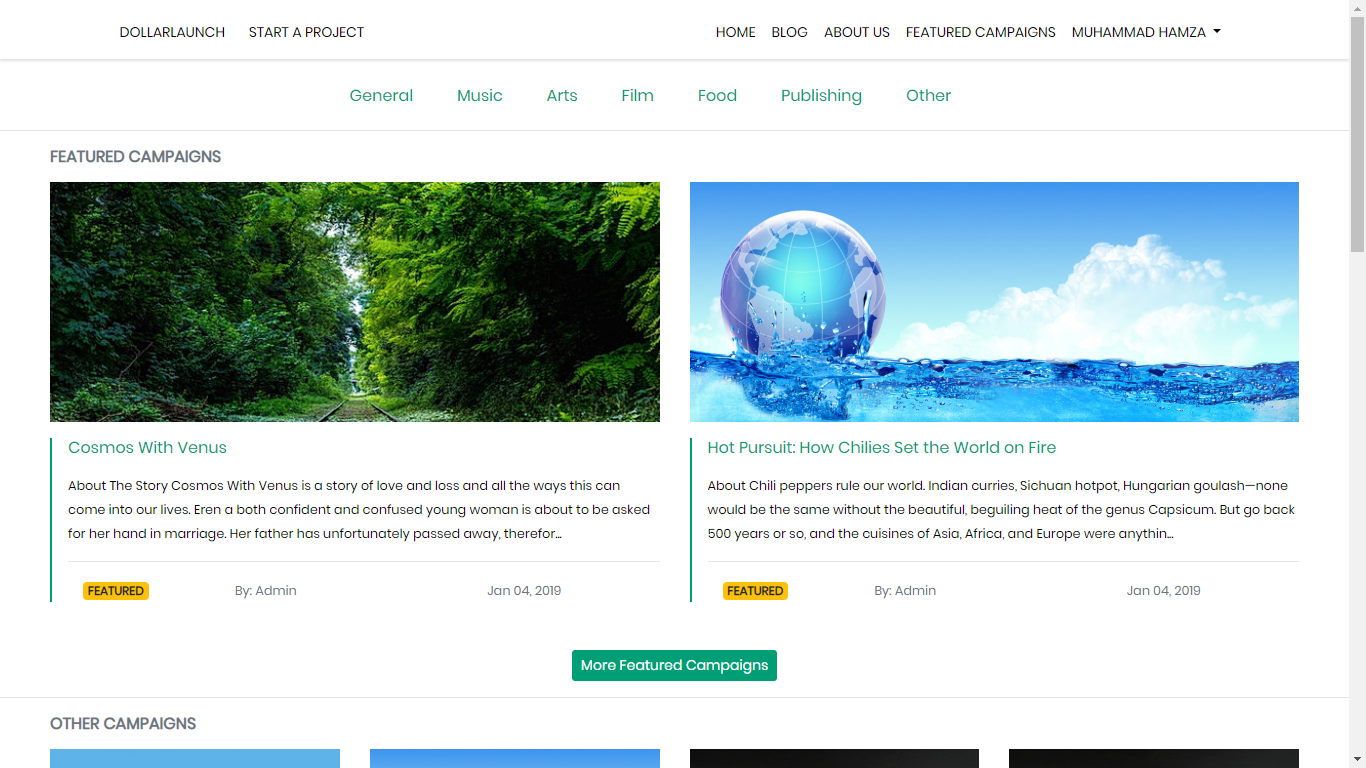 DOLLARLAUNCH START A PROJECT HOME BLOG ABOUT US FEATURED CAMPAIGNS MUHAMMAD HAMZA
General Music Arts Film Food Publishing Other
FEATURED CAMPAIGNS
Cosmos With Venus
About The Story Cosmos With Venus is a story of love and loss and all the ways this can
come into our lives. Eren a both confident and confused young woman is about to be asked
for her hand in marriage. Her father has unfortunately passed away, therefor...
FEATURED By: Admin Jan 04, 2019
Hot Pursuit: How Chilies Set the World on Fire
About Chili peppers rule our world. Indian curries, Sichuan hotpot, Hungarian goulash—none
would be the same without the beautiful, beguiling heat of the genus Capsicum. But go back
500 years or so, and the cuisines of Asia, Africa, and Europe were anythin...
FEATURED By: Admin Jan 04, 2019
More Featured Campaigns
OTHER CAMPAIGNS